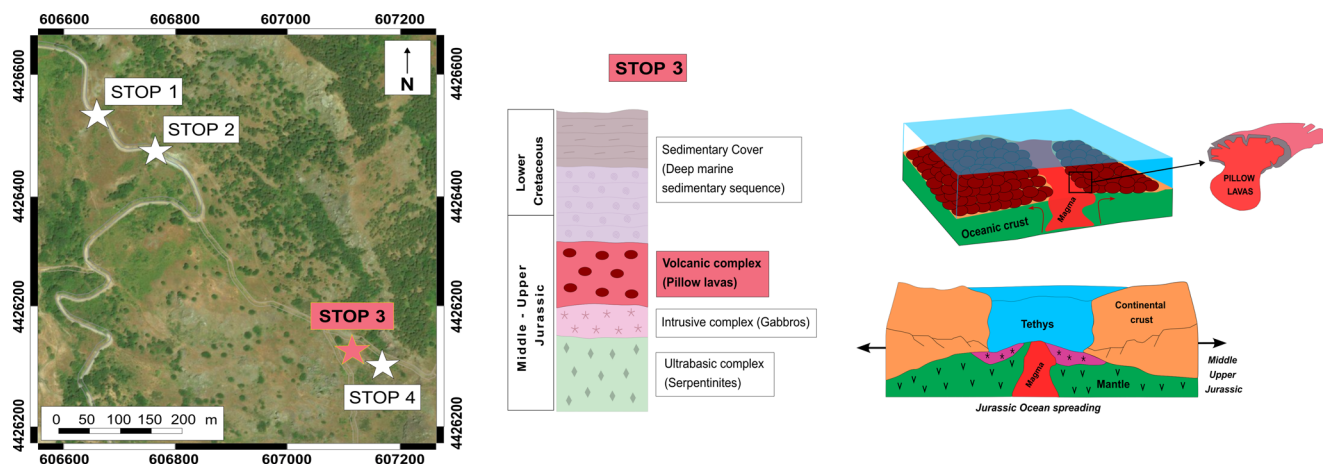 606600 606800 607000 607200
4426600
4426400
4426200
4426200
4426600
4426400
4426200
4426200
N
STOP 1
STOP 2
STOP 3
STOP 4
0 50 100 150 200 m
606600 606800 607000 607200
STOP 3
Lower
Cretaceous
Middle - Upper
Jurassic
Sedimentary Cover
(Deep marine
sedimentary sequence)
Volcanic complex
(Pillow lavas)
Intrusive complex (Gabbros)
Ultrabasic complex
(Serpentinites)
Oceanic crust
Magma
PILLOW
LAVAS
Tethys
Continental
crust
Magma
Mantle
Middle
Upper
Jurassic
Jurassic Ocean spreading